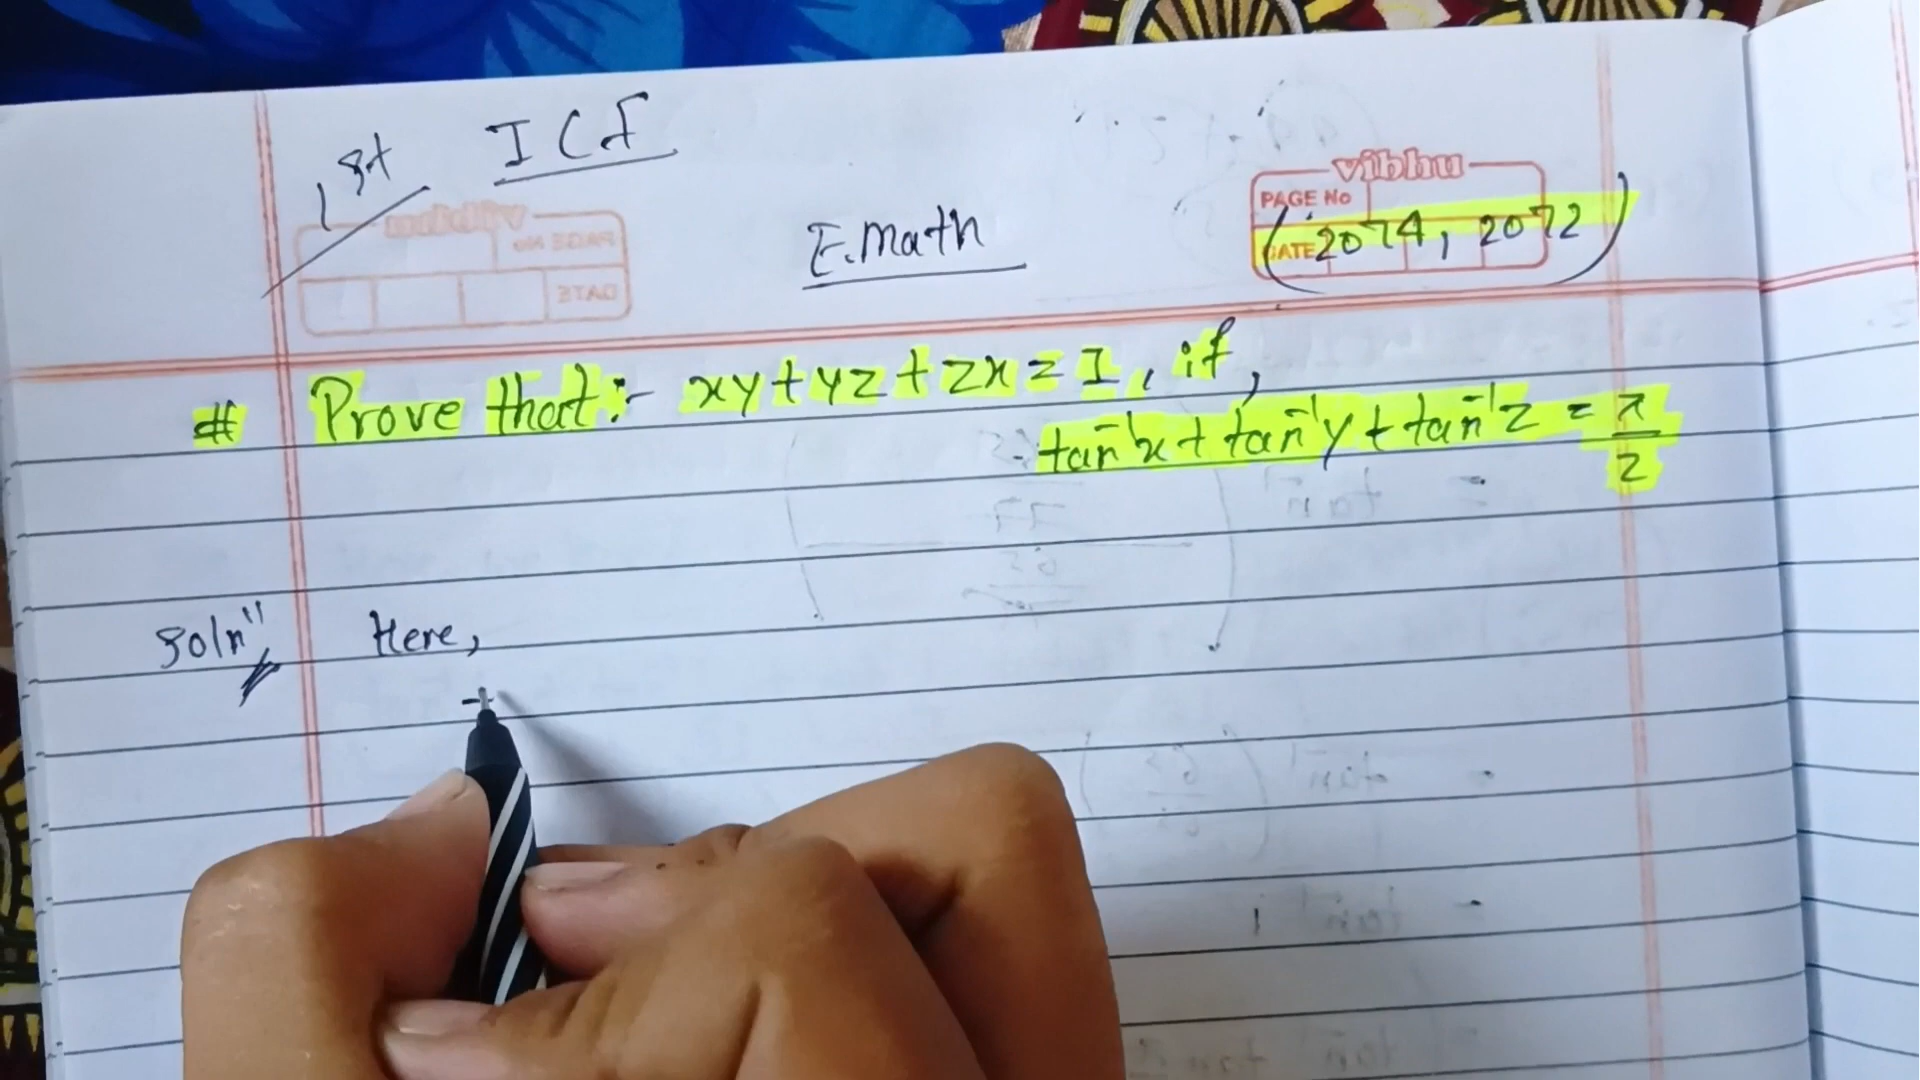 1st I C F
E.Math
vibhu
PAGE No
DATE
(2074, 2072)
# Prove that:- xy+yz+zx = 1, if,
tan⁻¹x + tan⁻¹y + tan⁻¹z = π/2
Soln" Here,